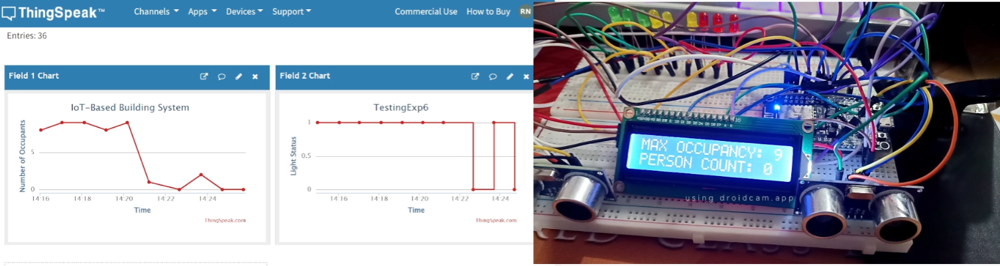 ThingSpeak™ Channels Apps Devices Support Commercial Use How to Buy RN
Entries: 36
Field 1 Chart
IoT-Based Building System
Number of Occupants
5
0
14:16 14:18 14:20 14:22 14:24
Time
ThingSpeak.com
Field 2 Chart
TestingExp6
Light Status
1
0.5
0
14:16 14:18 14:20 14:22 14:24
Time
ThingSpeak.com
16
MAX OCCUPANCY: 9
PERSON COUNT: 0
using droidcam.app